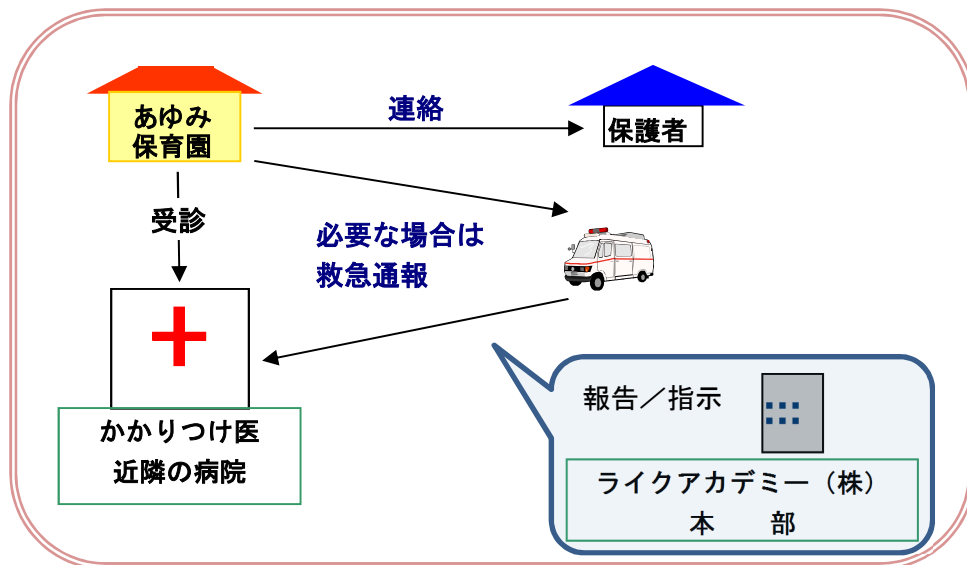 あゆみ
保育園
連絡
保護者
受診
必要な場合は
救急通報
かかりつけ医
近隣の病院
報告／指示
ライクアカデミー（株）
本　　部